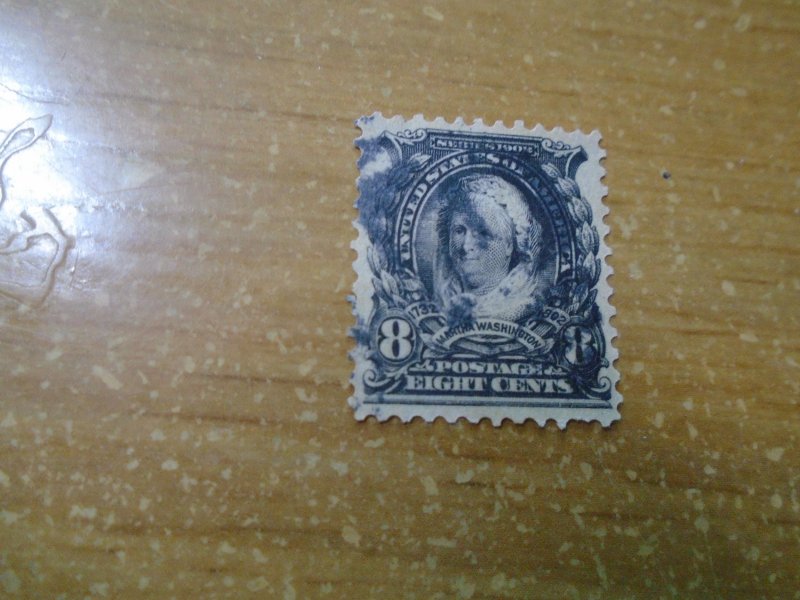 SERIES 1902
UNITED STATES OF AMERICA
1732 1802
MARTHA WASHINGTON
8 8
POSTAGE
EIGHT CENTS